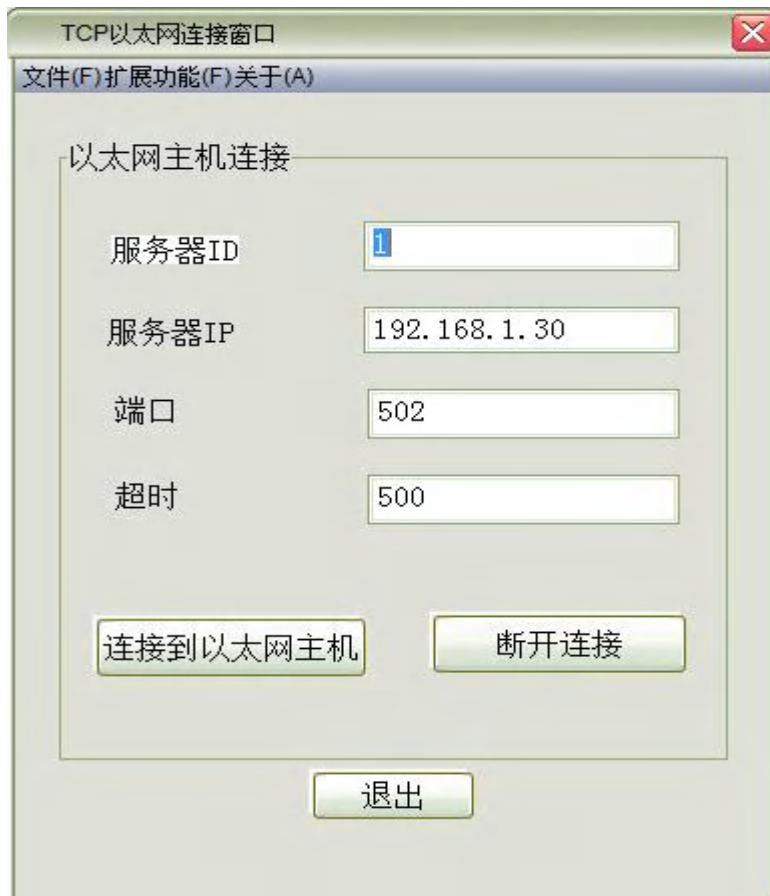 TCP以太网连接窗口
文件(F)扩展功能(F)关于(A)
以太网主机连接
服务器ID 1
服务器IP 192.168.1.30
端口 502
超时 500
连接到以太网主机 断开连接
退出